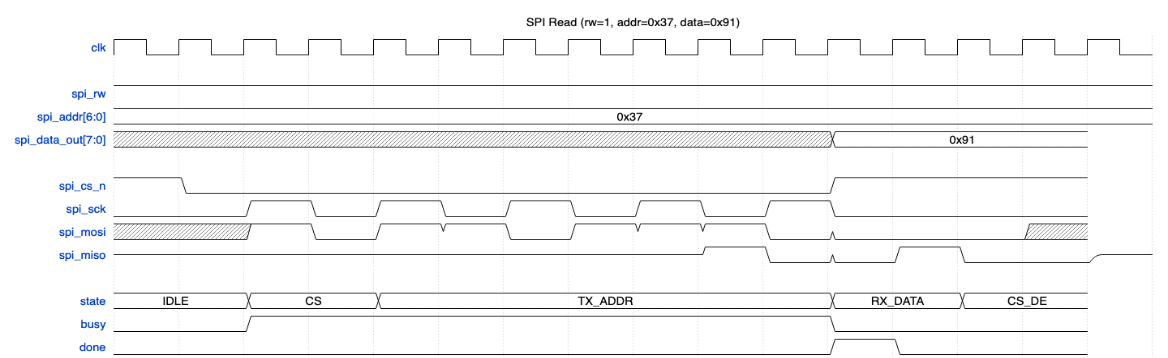 SPI Read (rw=1, addr=0x37, data=0x91)
clk
spi_rw
spi_addr[6:0] 0x37
spi_data_out[7:0] 0x91
spi_cs_n
spi_sck
spi_mosi
spi_miso
state IDLE CS TX_ADDR RX_DATA CS_DE
busy
done